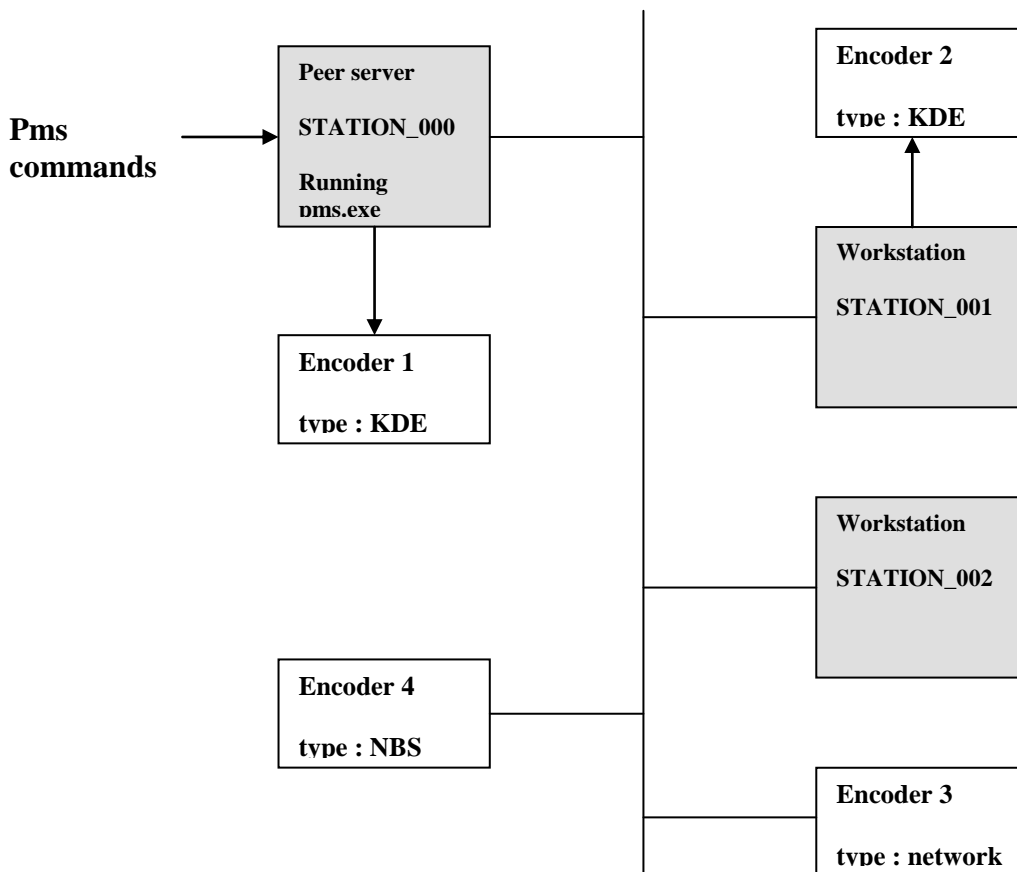 Pms
commands
Peer server
STATION_000
Running
pms.exe
Encoder 1
type : KDE
Encoder 4
type : NBS
Encoder 2
type : KDE
Workstation
STATION_001
Workstation
STATION_002
Encoder 3
type : network